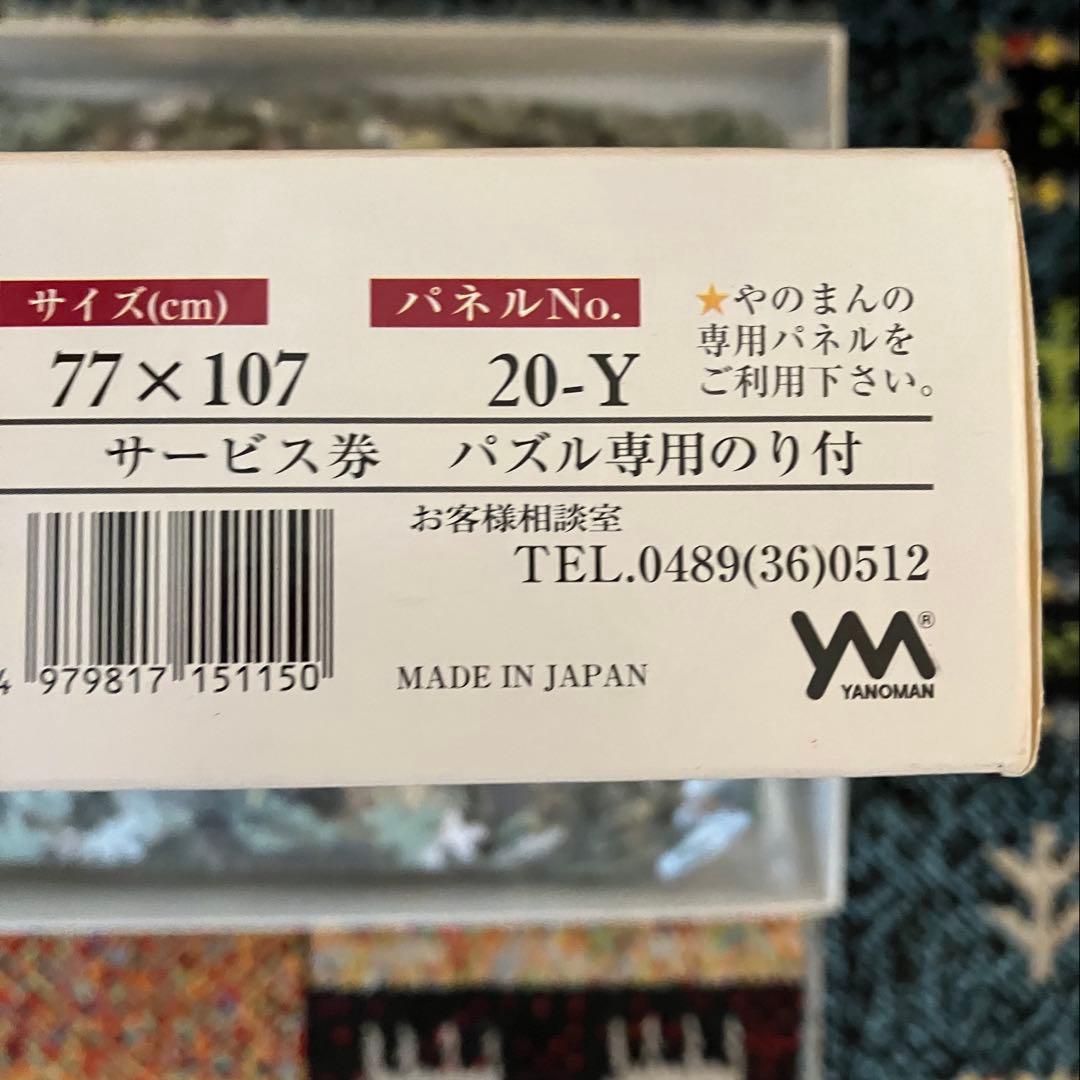 サイズ(cm)
パネルNo.
★やのまんの
専用パネルを
ご利用下さい。
77×107
20-Y
サービス券 パズル専用のり付
お客様相談室
TEL.0489(36)0512
4 979817 151150
MADE IN JAPAN
YM®
YANOMAN